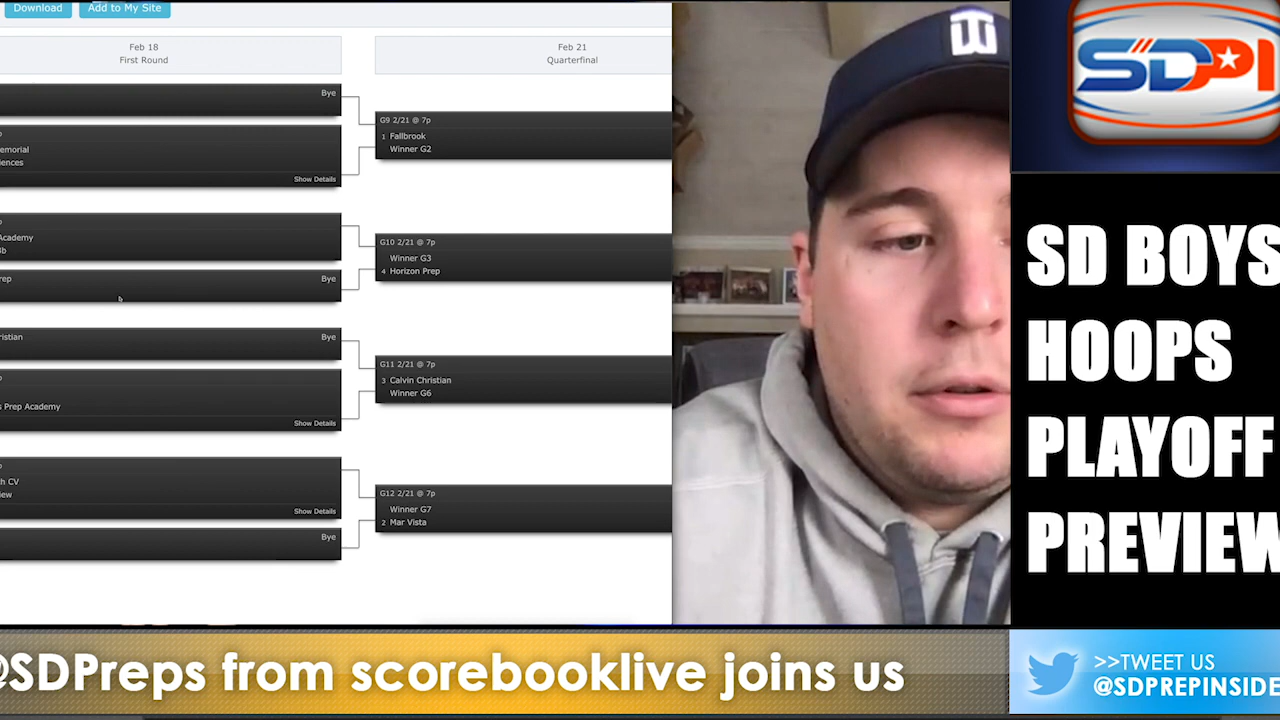 Download
Add to My Site
Feb 18
First Round
Feb 21
Quarterfinal
Bye
emorial
iences
Show Details
Academy
3b
rep
Bye
ristian
Bye
s Prep Academy
Show Details
h CV
iew
Show Details
Bye
G9 2/21 @ 7p
1 Fallbrook
Winner G2
G10 2/21 @ 7p
Winner G3
4 Horizon Prep
G11 2/21 @ 7p
3 Calvin Christian
Winner G6
G12 2/21 @ 7p
Winner G7
2 Mar Vista
TW
SDPI
SD BOYS
HOOPS
PLAYOFF
PREVIEW
@SDPreps from scorebooklive joins us
>>TWEET US
@SDPREPINSIDE